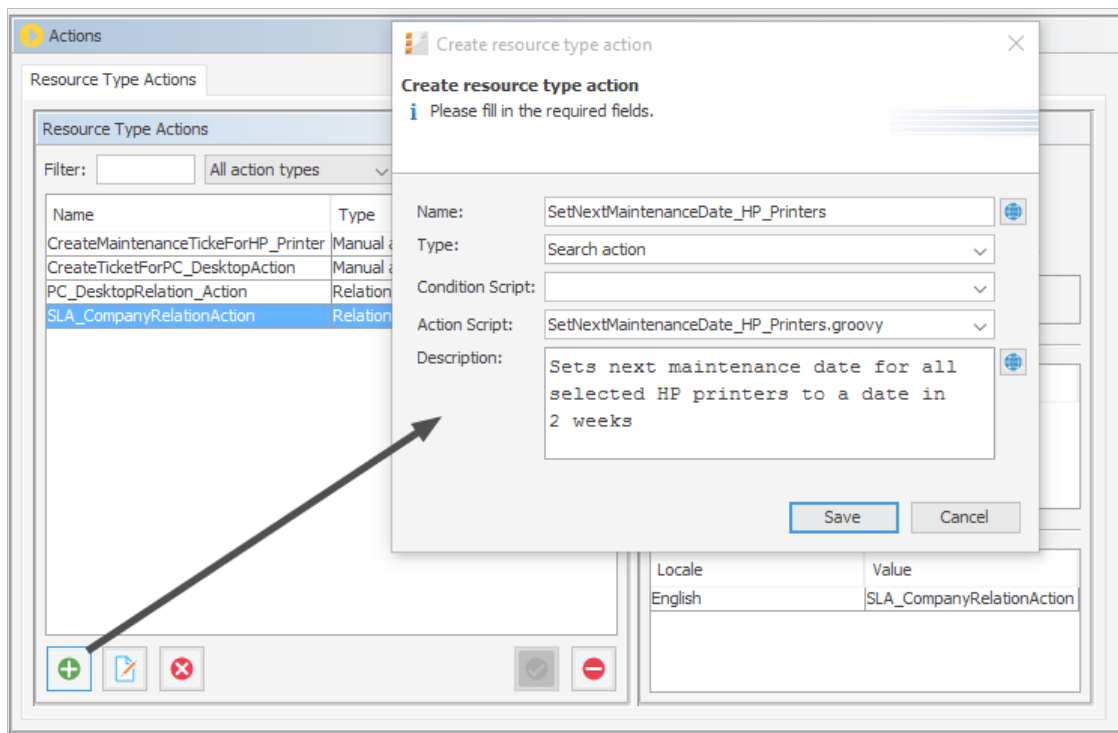 Actions
Resource Type Actions
Resource Type Actions
Filter:
All action types
Name Type
CreateMaintenanceTickeForHP_Printer Manual
CreateTicketForPC_DesktopAction Manual
PC_DesktopRelation_Action Relation
SLA_CompanyRelationAction Relation
Create resource type action
Create resource type action
Please fill in the required fields.
Name: SetNextMaintenanceDate_HP_Printers
Type: Search action
Condition Script:
Action Script: SetNextMaintenanceDate_HP_Printers.groovy
Description: Sets next maintenance date for all
selected HP printers to a date in
2 weeks
Save Cancel
Locale Value
English SLA_CompanyRelationAction